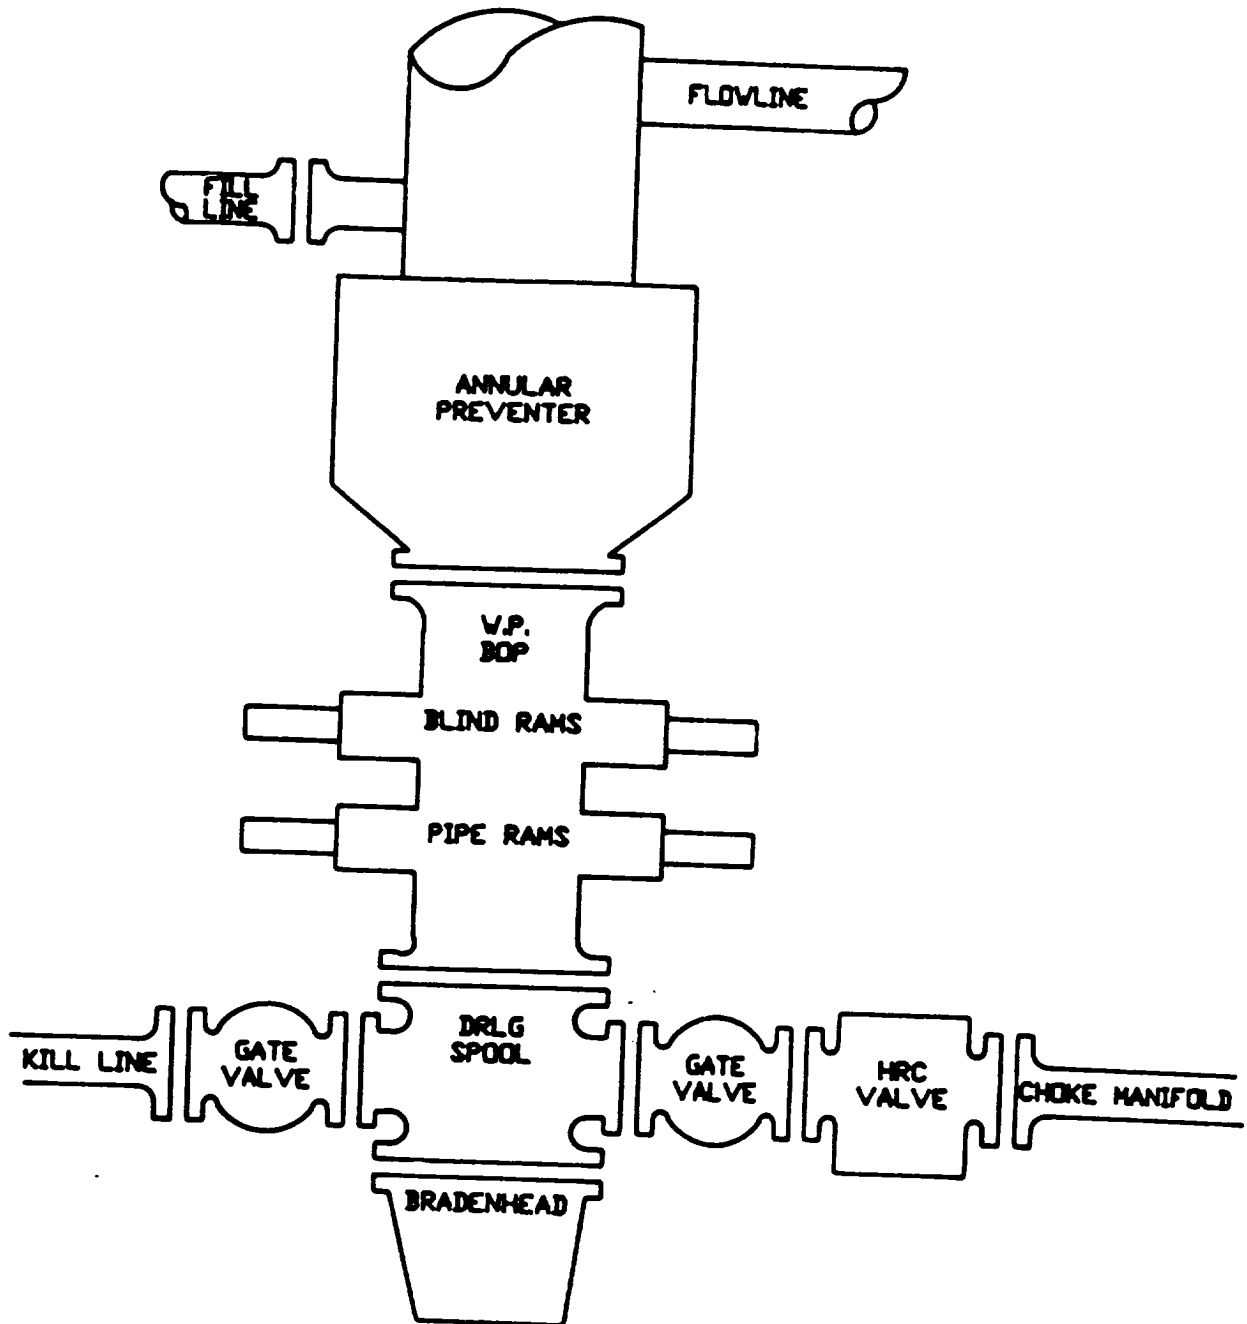 FLOWLINE
FILL
LINE
ANNULAR
PREVENTER
W.P.
BOP
BLIND RAMS
PIPE RAMS
DRLG
SPOOL
KILL LINE
GATE
VALVE
GATE
VALVE
HRC
VALVE
CHOKE MANIFOLD
BRADENHEAD